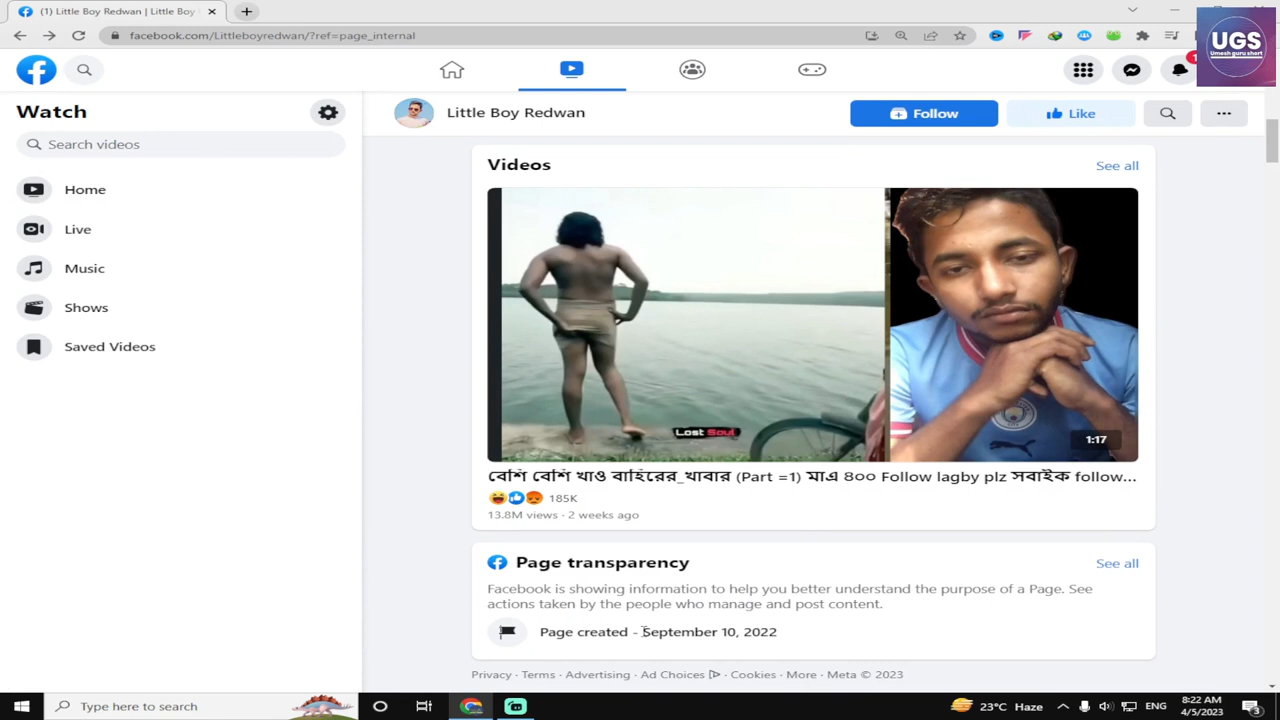 (1) Little Boy Redwan | Little Boy
facebook.com/Littleboyredwan/?ref=page_internal
UGS
Umesh guru short
Watch
Search videos
Home
Live
Music
Shows
Saved Videos
Little Boy Redwan
Follow
Like
Videos
See all
Lost Soul
1:17
বেশি বেশি খাও বাহিরের_খাবার (Part =1) মাএ ৪০০ Follow lagby plz সবাইক follow...
185K
13.8M views · 2 weeks ago
Page transparency
See all
Facebook is showing information to help you better understand the purpose of a Page. See
actions taken by the people who manage and post content.
Page created - September 10, 2022
Privacy · Terms · Advertising · Ad Choices · Cookies · More · Meta © 2023
Type here to search
23°C Haze
ENG
8:22 AM
4/5/2023
3